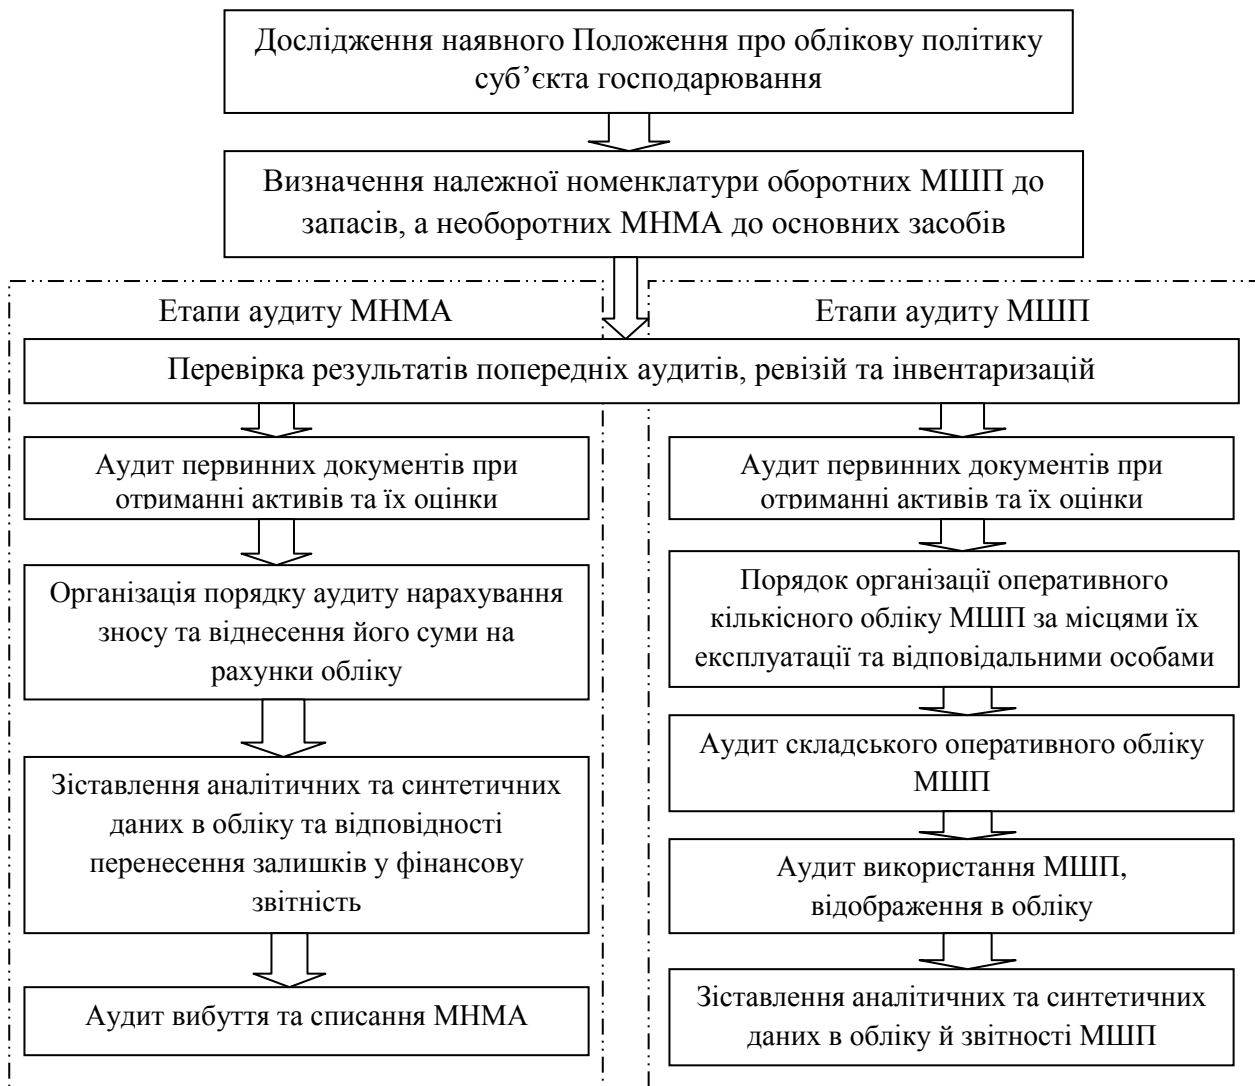 Дослідження наявного Положення про облікову політику
суб’єкта господарювання
Визначення належної номенклатури оборотних МШП до
запасів, а необоротних МНМА до основних засобів
Етапи аудиту МНМА
Етапи аудиту МШП
Перевірка результатів попередніх аудитів, ревізій та інвентаризацій
Аудит первинних документів при
отриманні активів та їх оцінки
Організація порядку аудиту нарахування
зносу та віднесення його суми на
рахунки обліку
Зіставлення аналітичних та синтетичних
даних в обліку та відповідності
перенесення залишків у фінансову
звітність
Аудит вибуття та списання МНМА
Аудит первинних документів при
отриманні активів та їх оцінки
Порядок організації оперативного
кількісного обліку МШП за місцями їх
експлуатації та відповідальними особами
Аудит складського оперативного обліку
МШП
Аудит використання МШП,
відображення в обліку
Зіставлення аналітичних та синтетичних
даних в обліку й звітності МШП